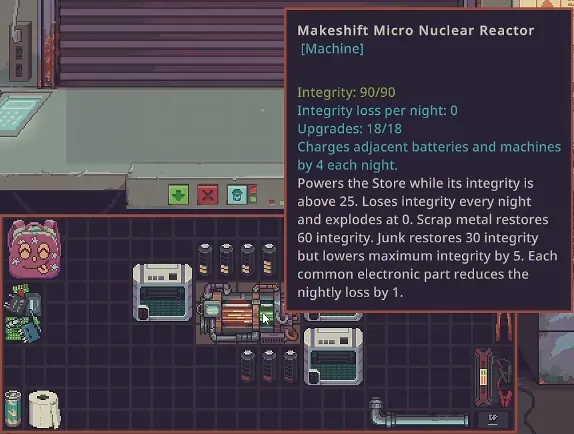 Makeshift Micro Nuclear Reactor
[Machine]
Integrity: 90/90
Integrity loss per night: 0
Upgrades: 18/18
Charges adjacent batteries and machines
by 4 each night.
Powers the Store while its integrity is
above 25. Loses integrity every night
and explodes at 0. Scrap metal restores
60 integrity. Junk restores 30 integrity
but lowers maximum integrity by 5. Each
common electronic part reduces the
nightly loss by 1.